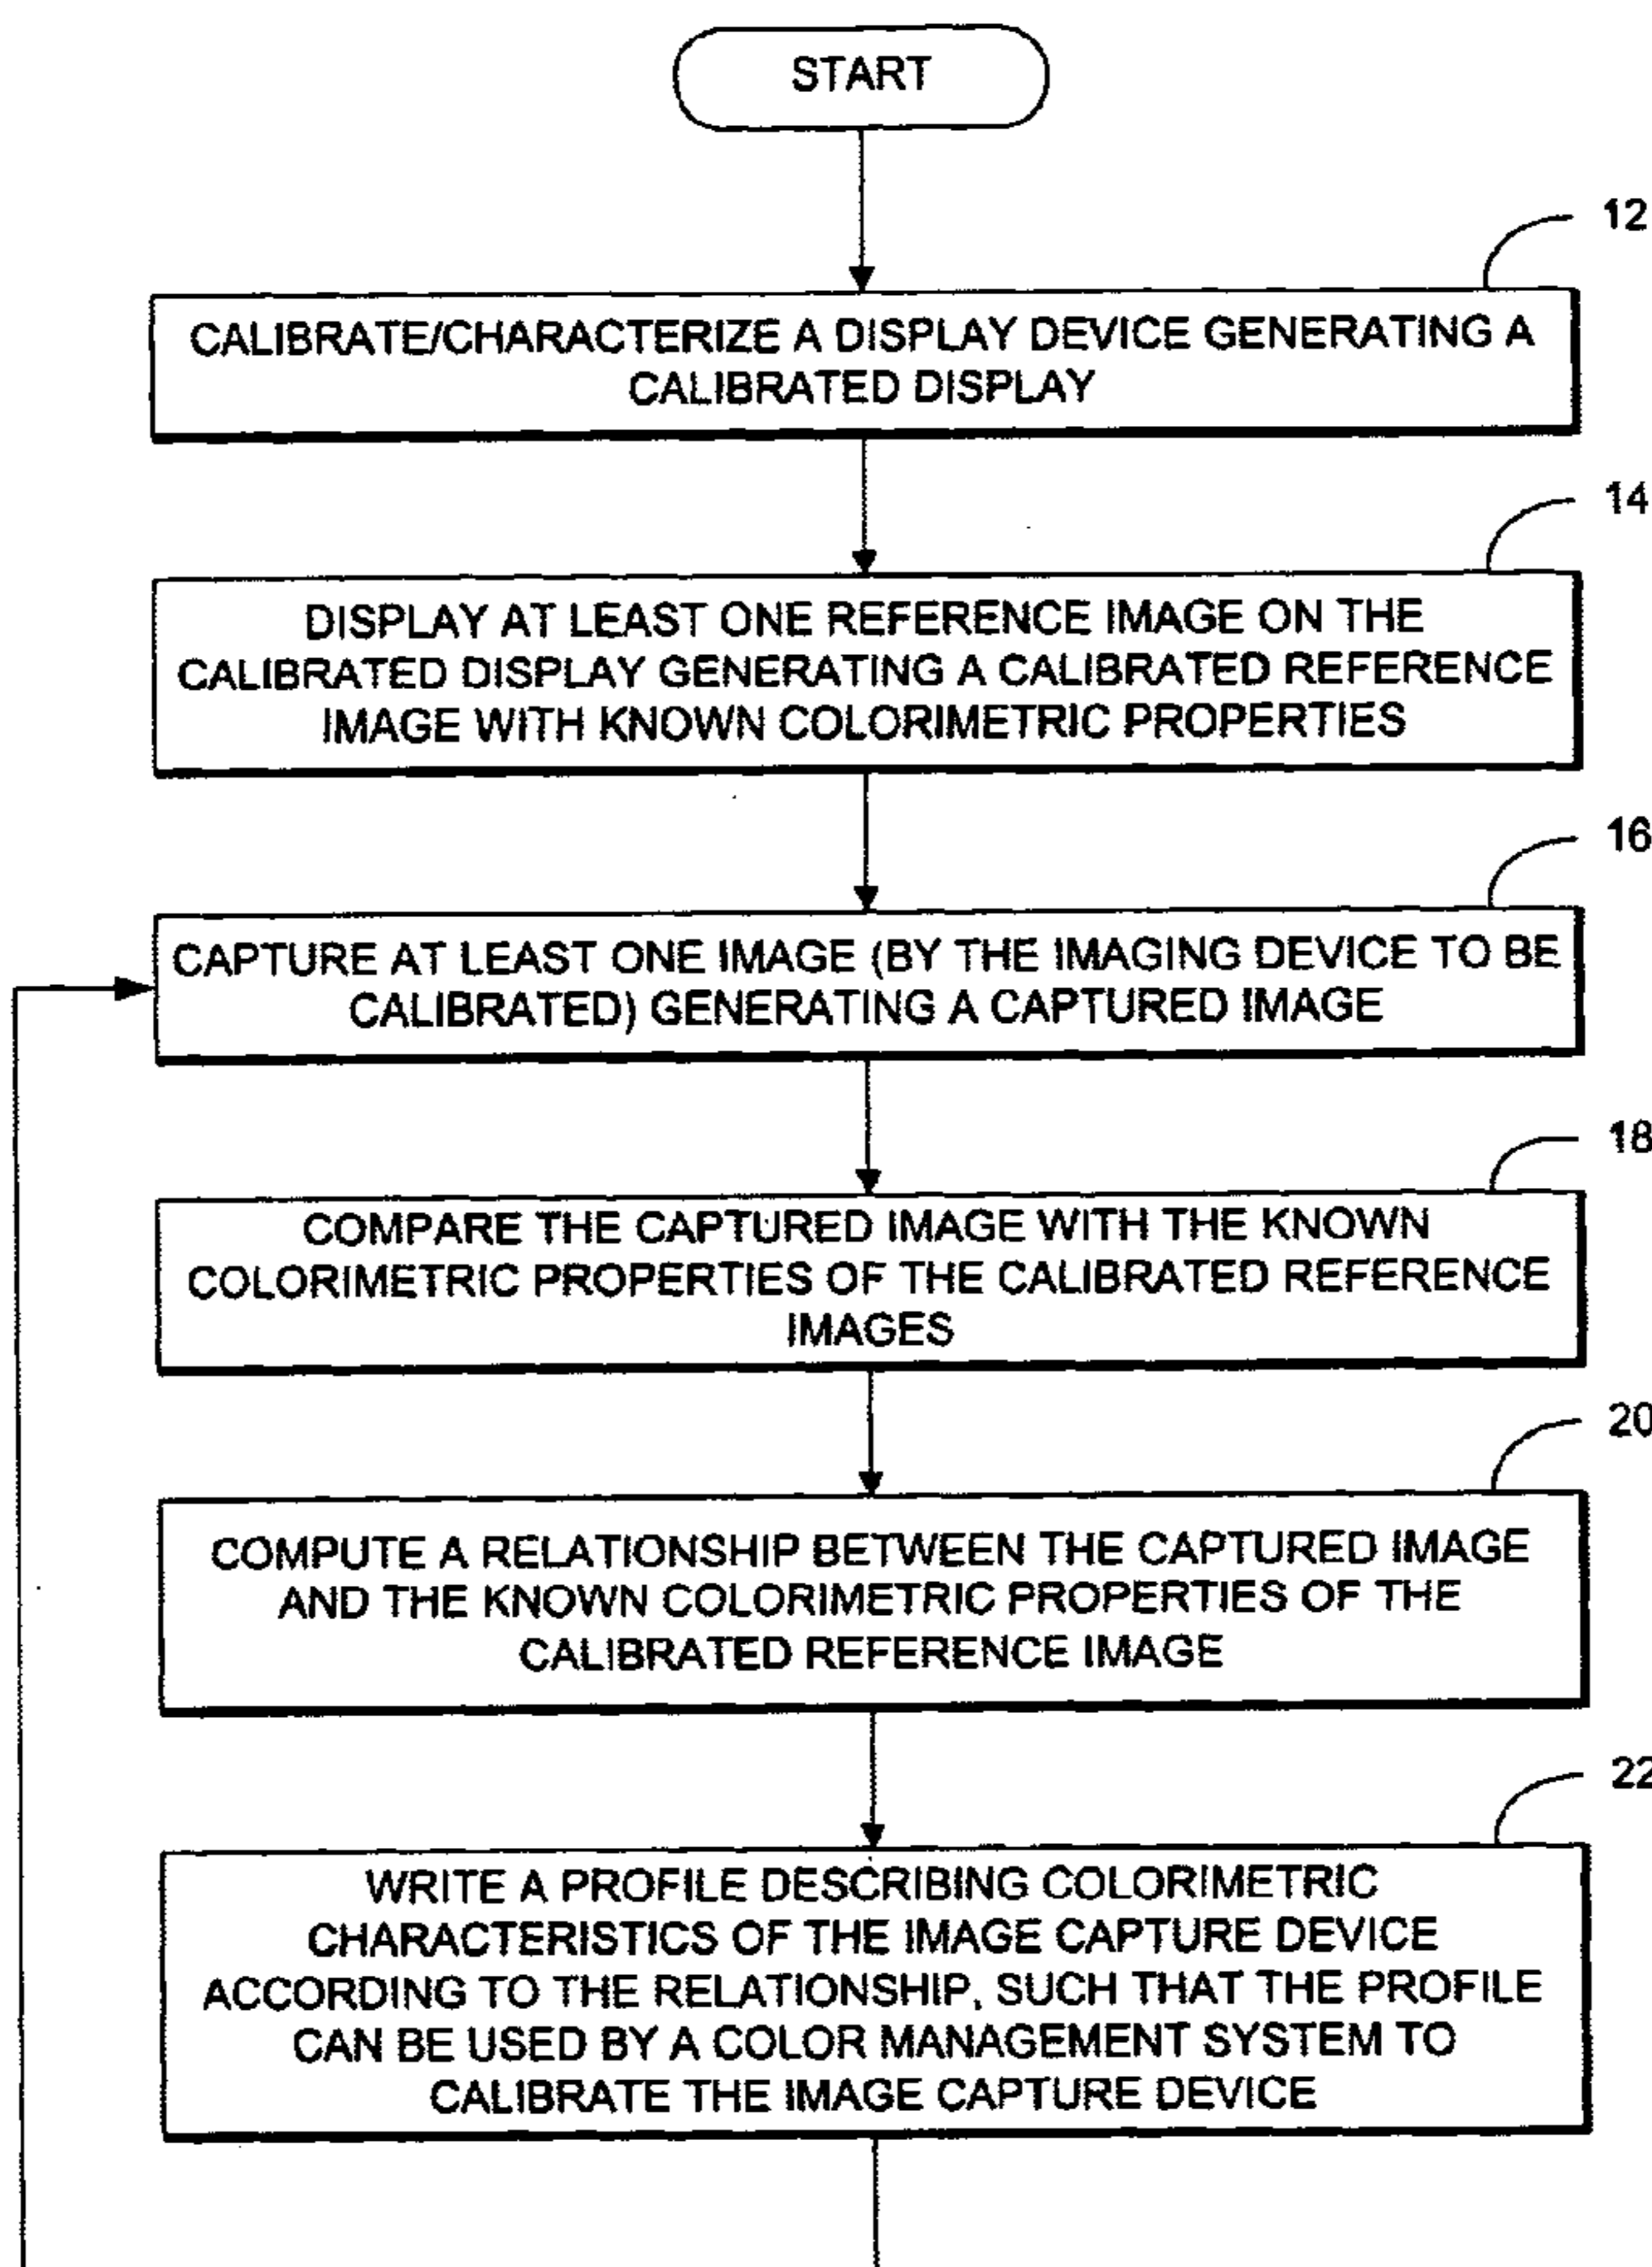 START
12
CALIBRATE/CHARACTERIZE A DISPLAY DEVICE GENERATING A
CALIBRATED DISPLAY
14
DISPLAY AT LEAST ONE REFERENCE IMAGE ON THE
CALIBRATED DISPLAY GENERATING A CALIBRATED REFERENCE
IMAGE WITH KNOWN COLORIMETRIC PROPERTIES
16
CAPTURE AT LEAST ONE IMAGE (BY THE IMAGING DEVICE TO BE
CALIBRATED) GENERATING A CAPTURED IMAGE
18
COMPARE THE CAPTURED IMAGE WITH THE KNOWN
COLORIMETRIC PROPERTIES OF THE CALIBRATED REFERENCE
IMAGES
20
COMPUTE A RELATIONSHIP BETWEEN THE CAPTURED IMAGE
AND THE KNOWN COLORIMETRIC PROPERTIES OF THE
CALIBRATED REFERENCE IMAGE
22
WRITE A PROFILE DESCRIBING COLORIMETRIC
CHARACTERISTICS OF THE IMAGE CAPTURE DEVICE
ACCORDING TO THE RELATIONSHIP, SUCH THAT THE PROFILE
CAN BE USED BY A COLOR MANAGEMENT SYSTEM TO
CALIBRATE THE IMAGE CAPTURE DEVICE